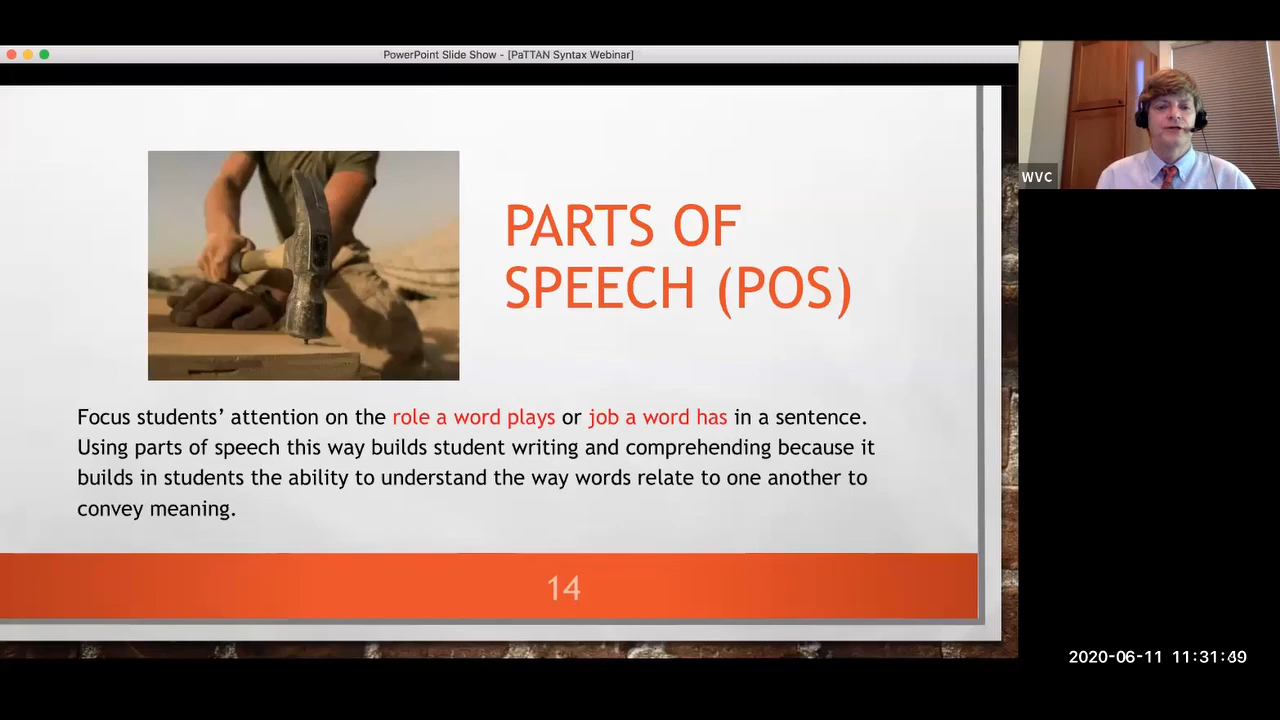 PowerPoint Slide Show - [PaTTAN Syntax Webinar]
WVC
PARTS OF
SPEECH (POS)
Focus students’ attention on the role a word plays or job a word has in a sentence.
Using parts of speech this way builds student writing and comprehending because it
builds in students the ability to understand the way words relate to one another to
convey meaning.
14
2020-06-11 11:31:49